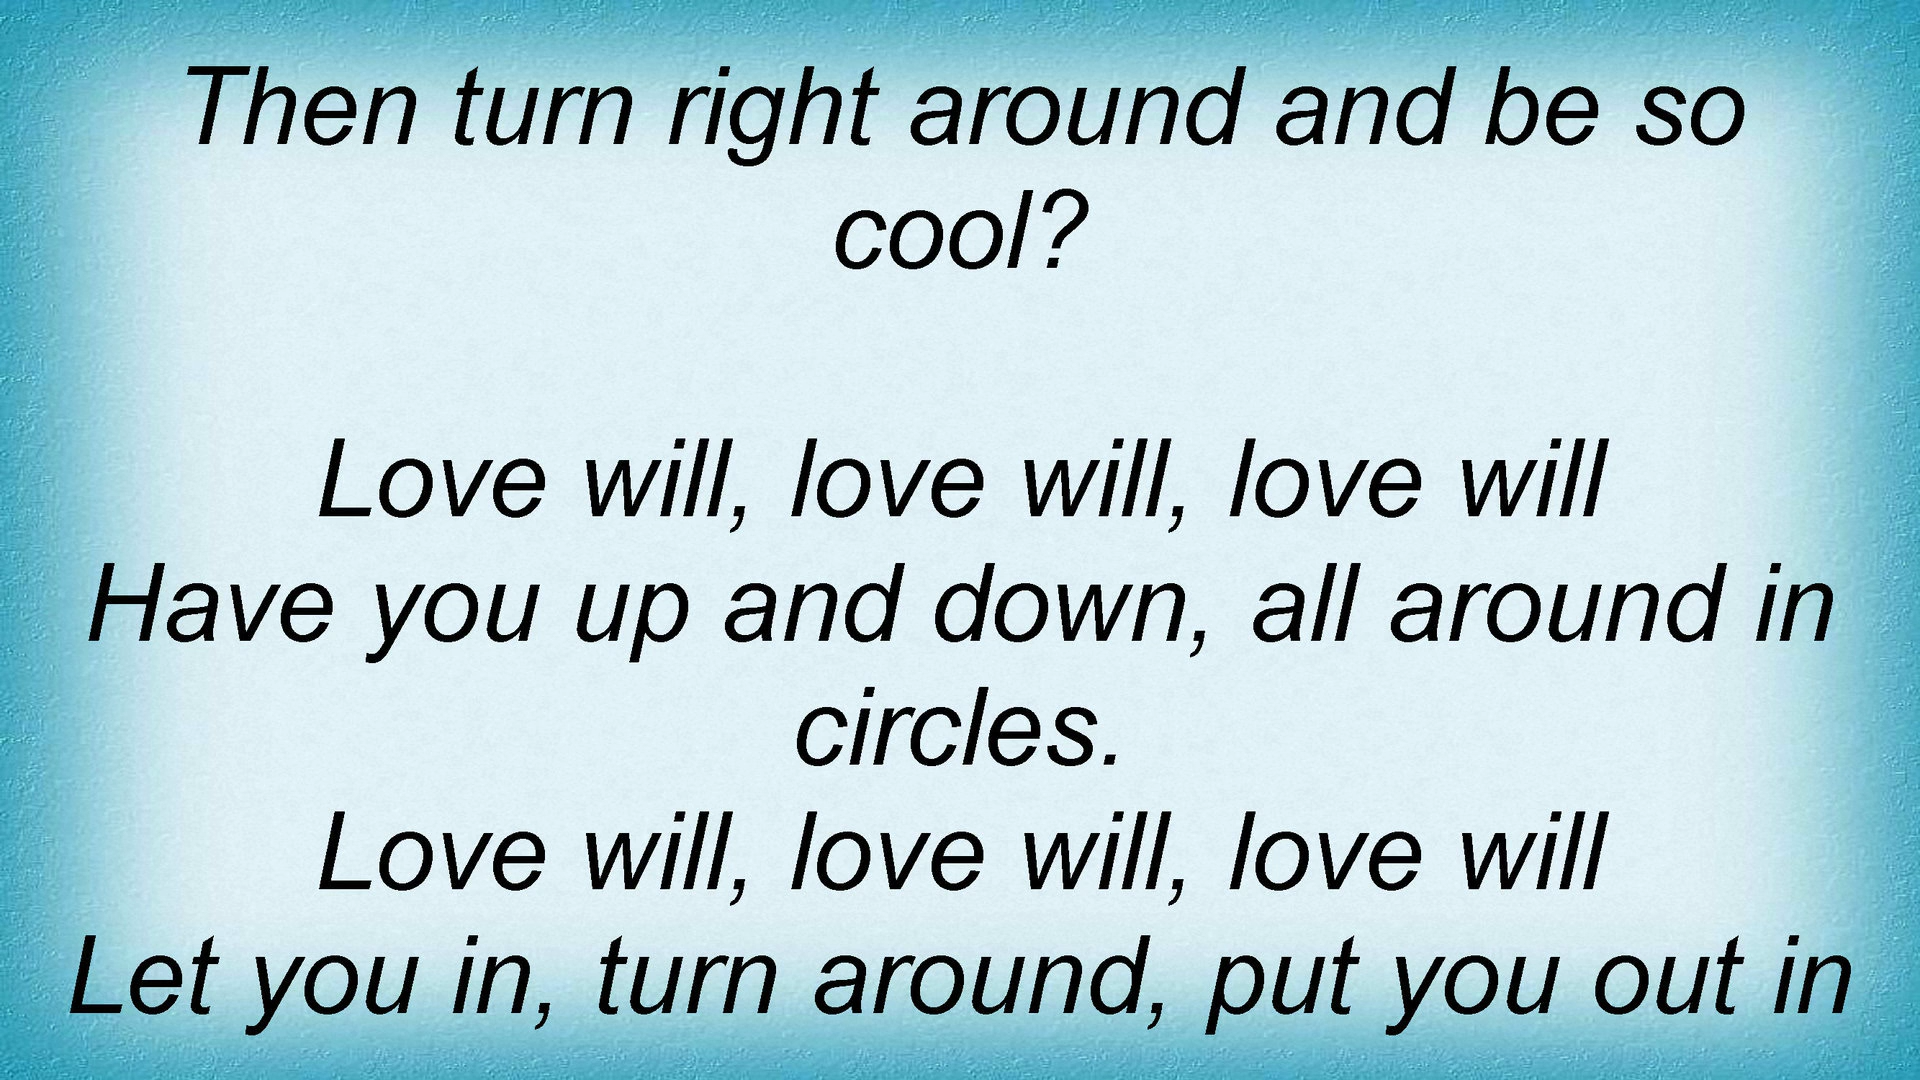 Then turn right around and be so
cool?
Love will, love will, love will
Have you up and down, all around in
circles.
Love will, love will, love will
Let you in, turn around, put you out in